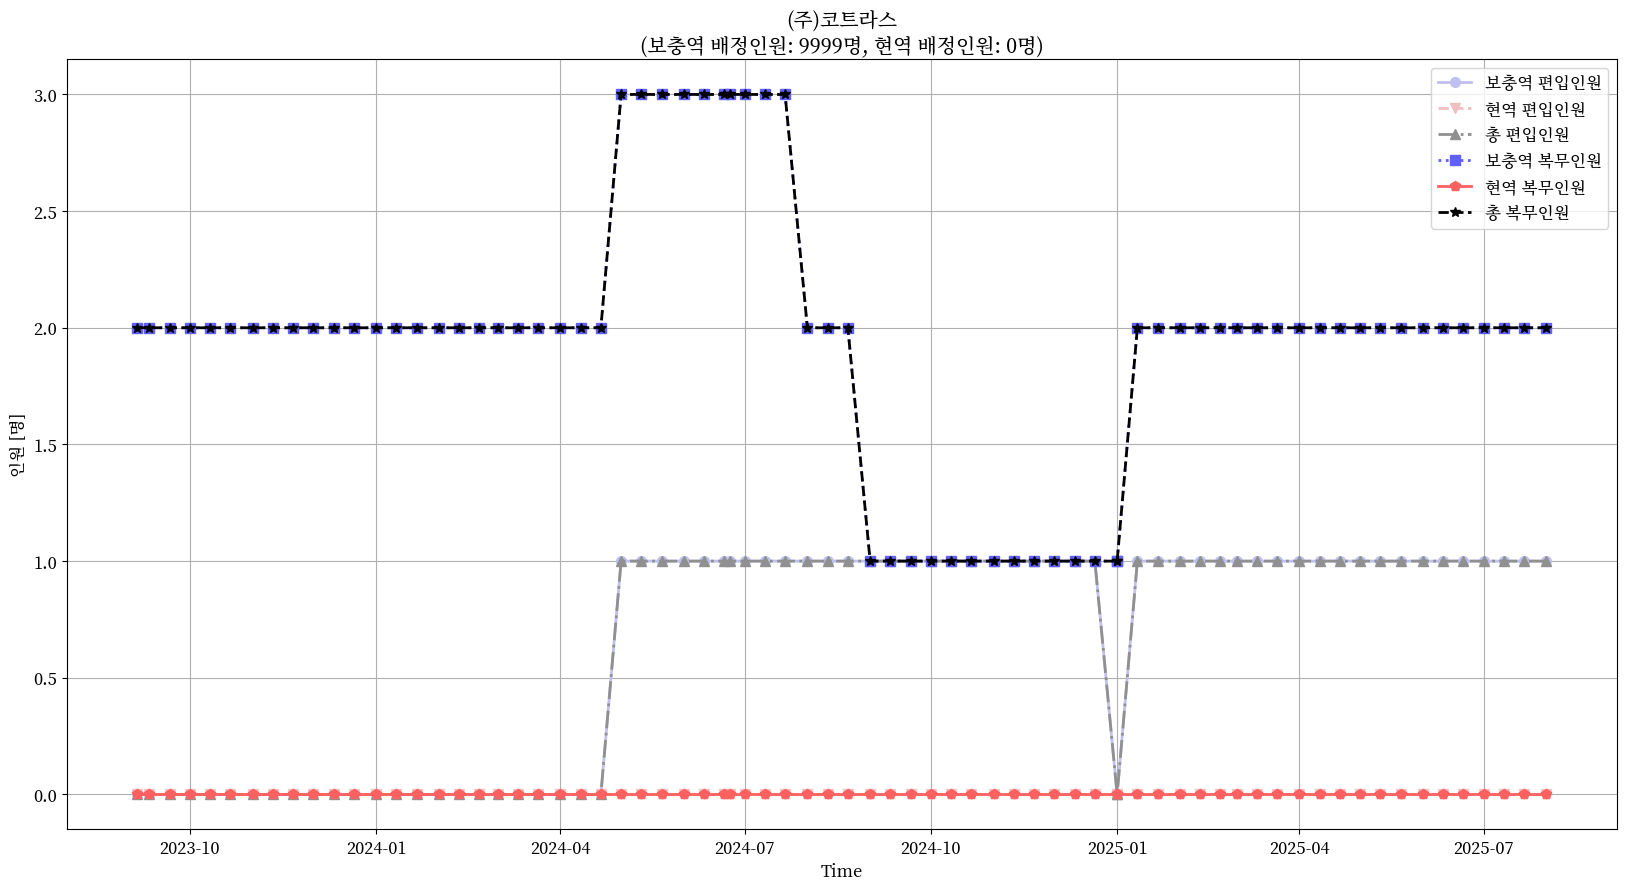 (주)코트라스
(보충역 배정인원: 9999명, 현역 배정인원: 0명)
보충역 편입인원
현역 편입인원
총 편입인원
보충역 복무인원
현역 복무인원
총 복무인원
3.0
2.5
2.0
1.5
1.0
0.5
0.0
인원 [명]
2023-10 2024-01 2024-04 2024-07 2024-10 2025-01 2025-04 2025-07
Time